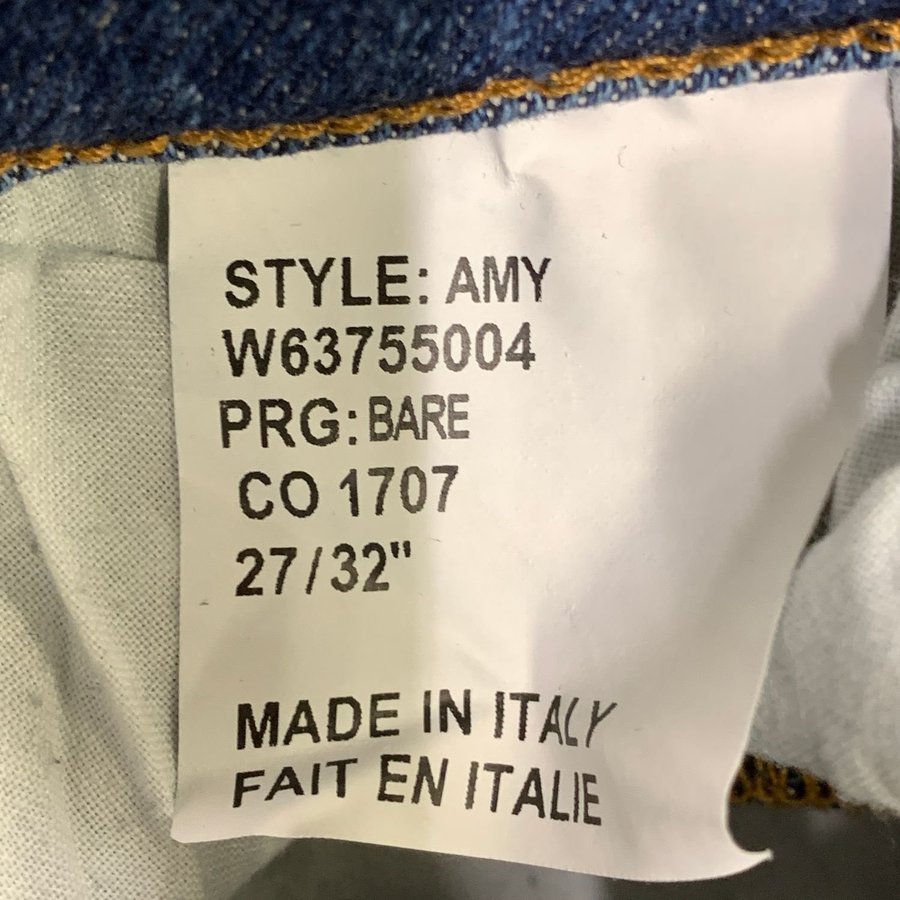 STYLE: AMY
W63755004
PRG: BARE
CO 1707
27/32"
MADE IN ITALY
FAIT EN ITALIE